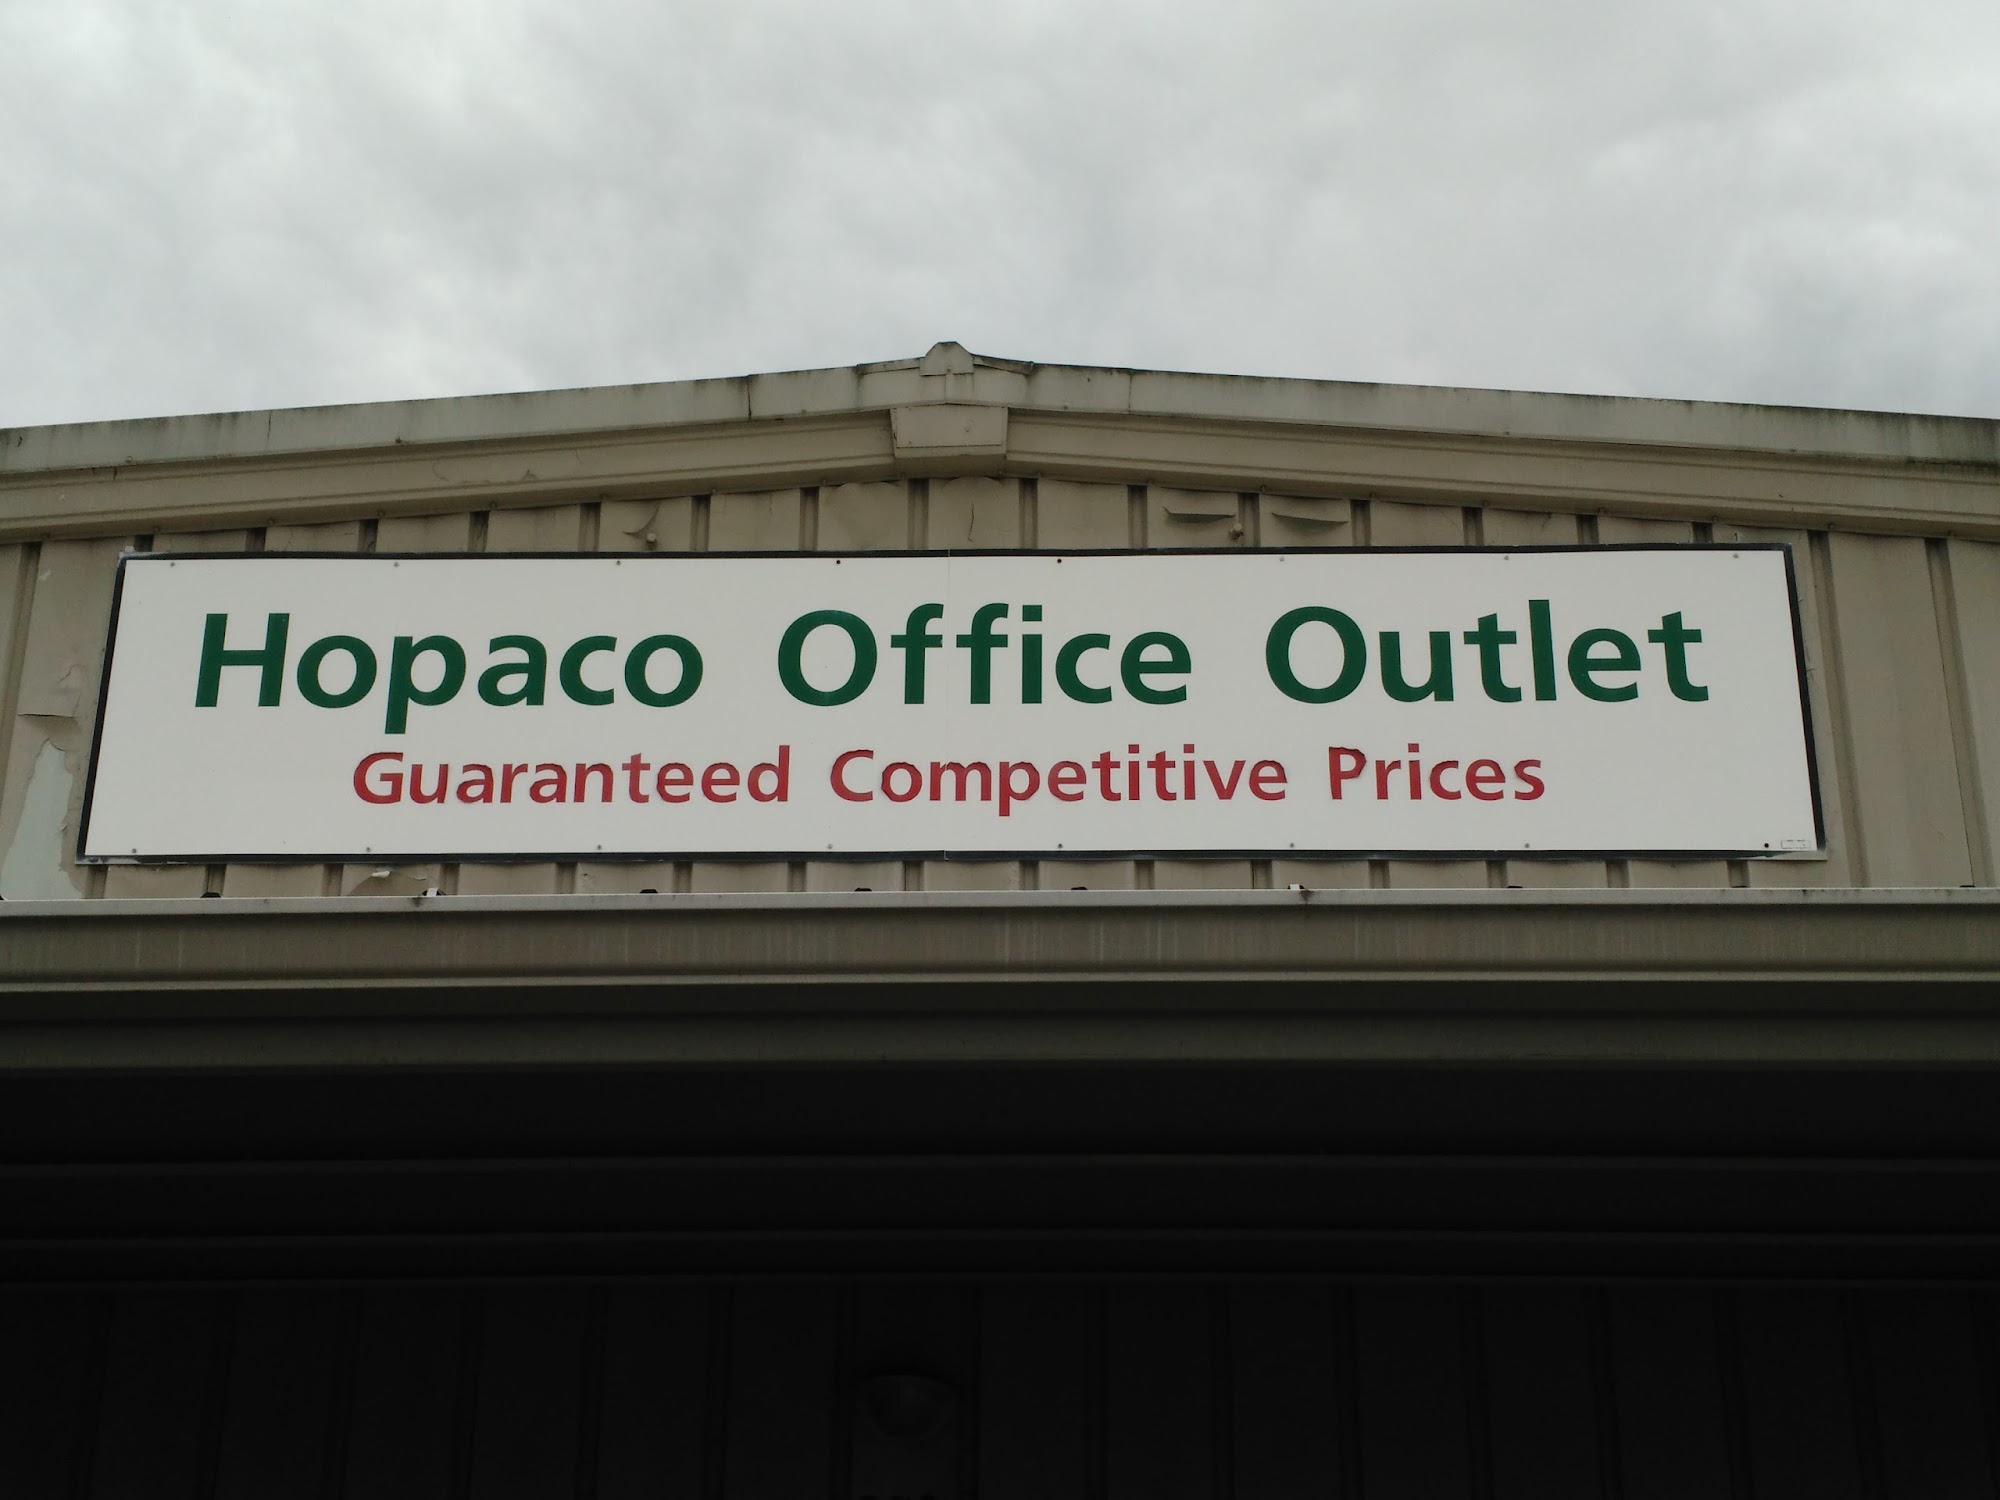 Hopaco Office Outlet
Guaranteed Competitive Prices